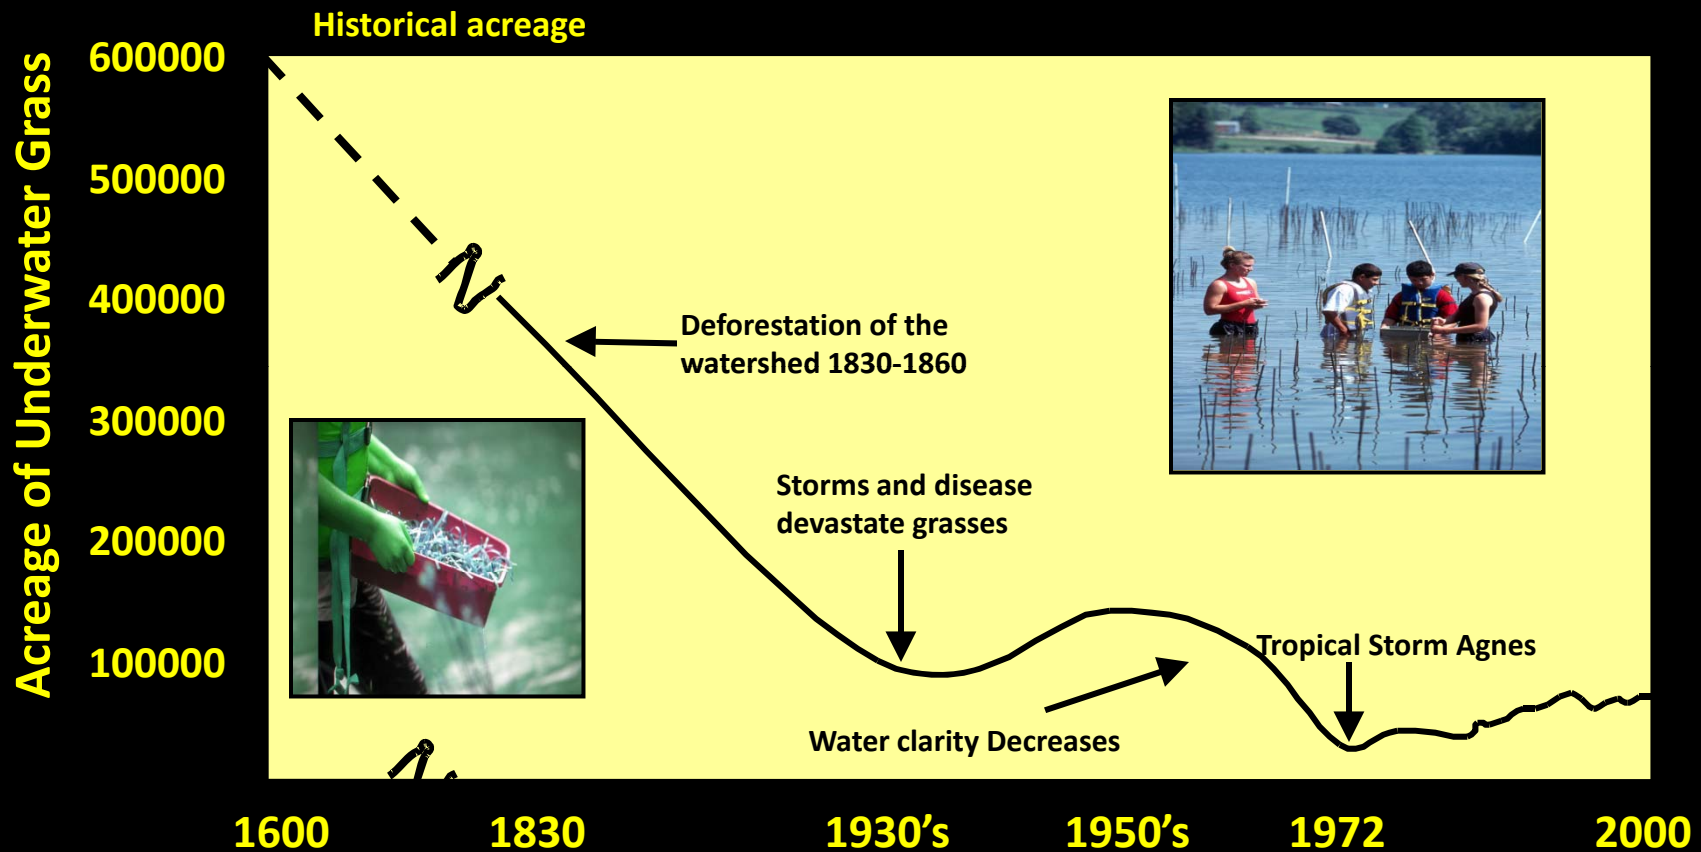 Historical acreage
Acreage of Underwater Grass
600000
500000
400000
300000
200000
100000
Deforestation of the
watershed 1830-1860
Storms and disease
devastate grasses
Tropical Storm Agnes
Water clarity Decreases
1600 1830 1930’s 1950’s 1972 2000